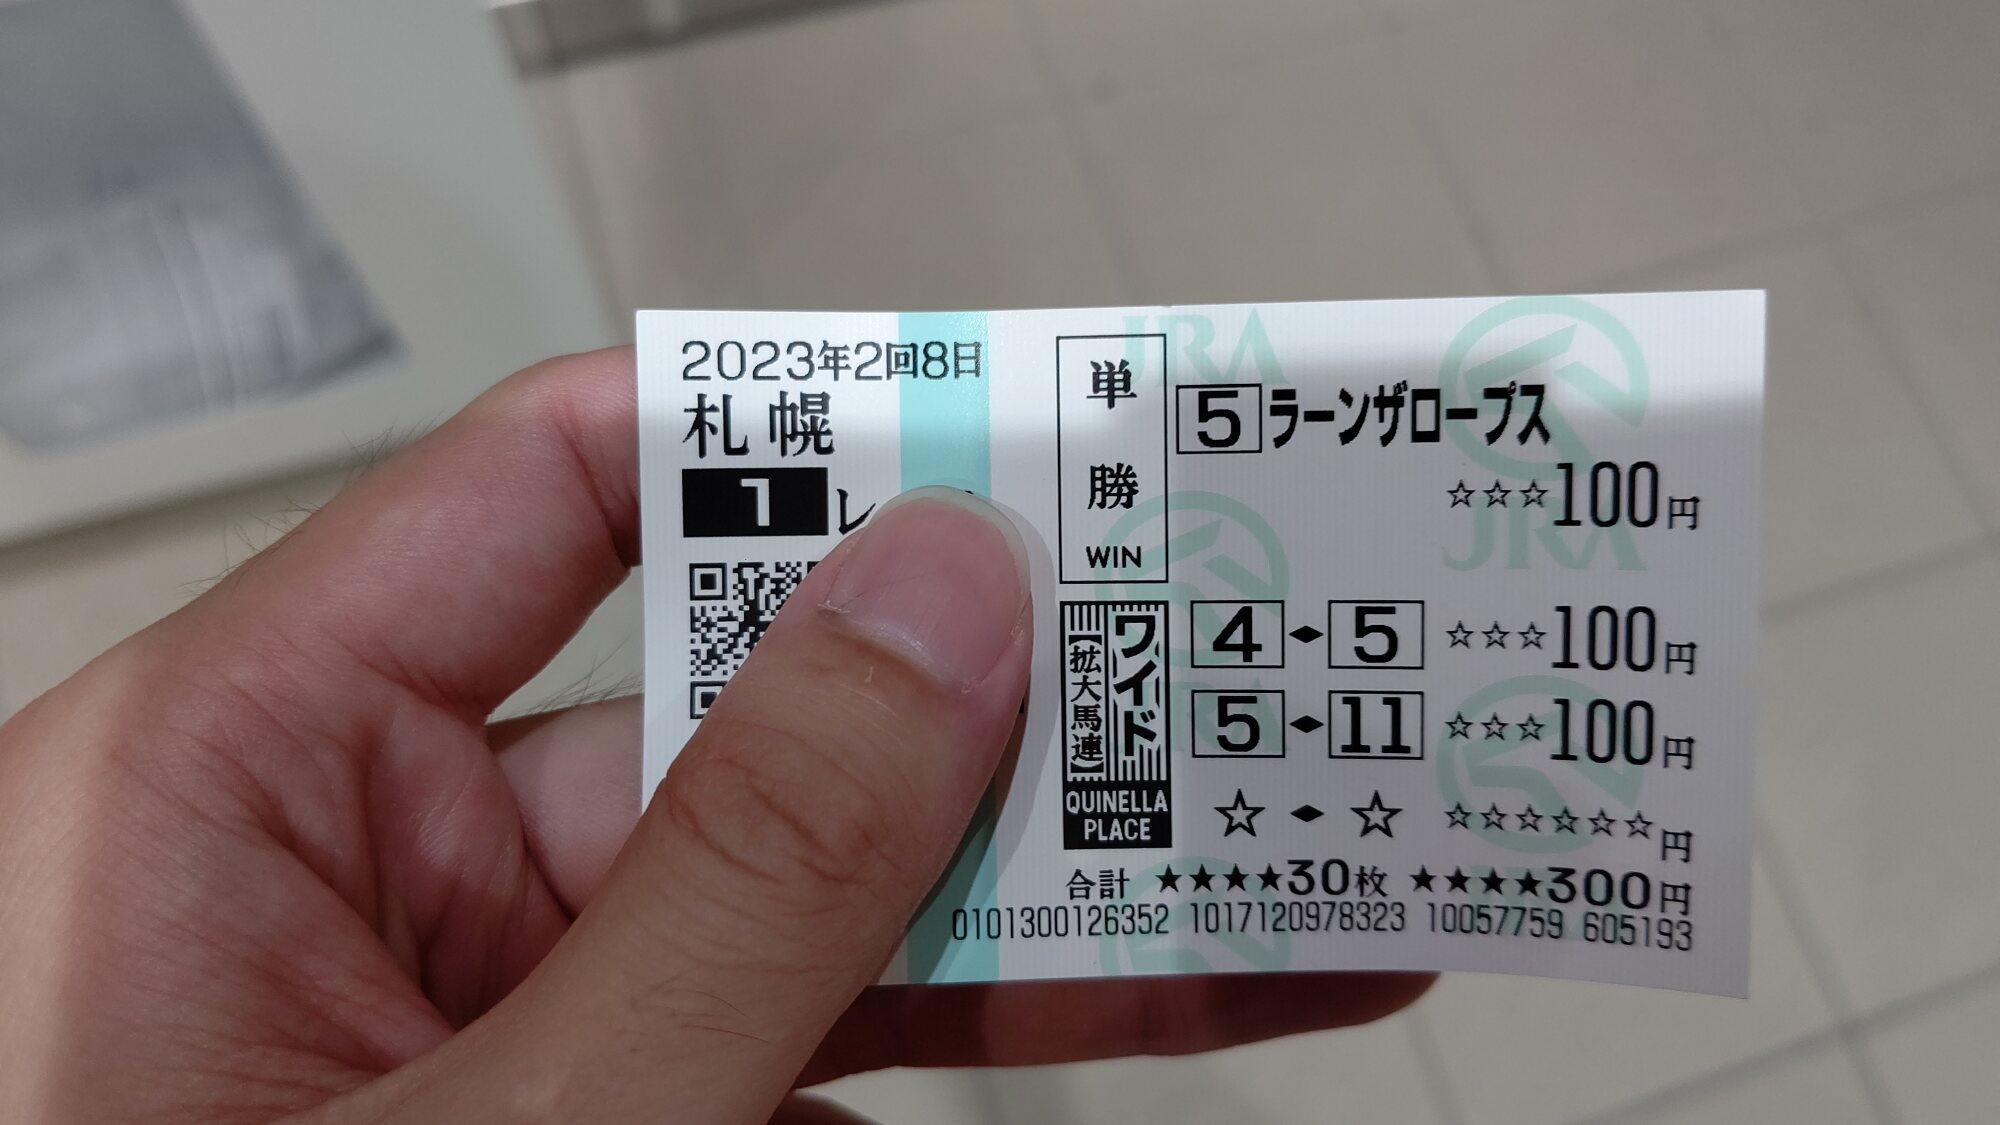 2023年2回8日
札幌
1レ
単勝
WIN
5 ラーンザロープス
☆☆☆100円
ワイド
【拡大馬連】
QUINELLA
PLACE
4 ◆ 5 ☆☆☆100円
5 ◆ 11 ☆☆☆100円
☆ ◆ ☆ ☆☆☆☆☆☆円
合計 ★★★★30枚 ★★★★300円
0101300126352 1017120978323 10057759 605193
JRA
JRA